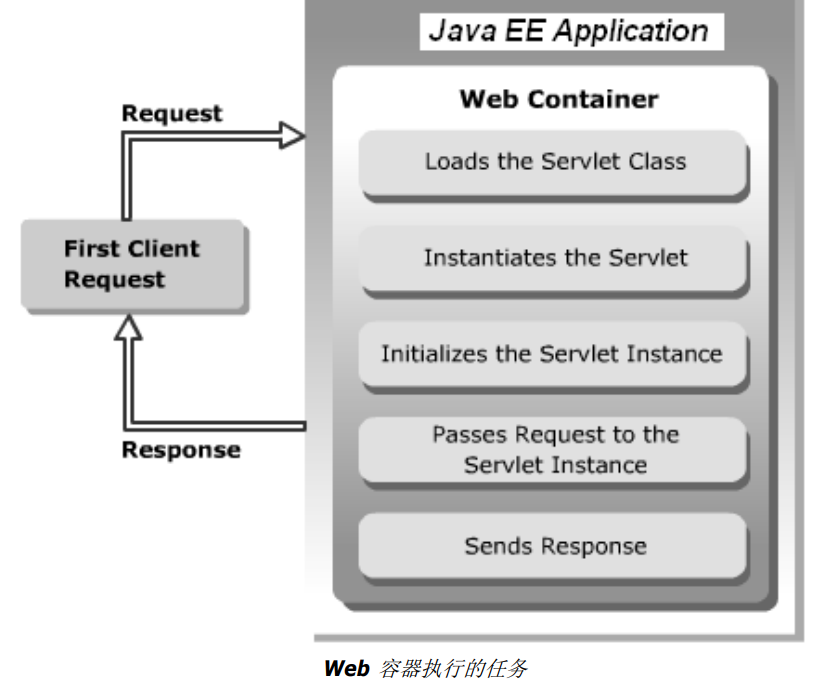 Java EE Application
Web Container
Request
Loads the Servlet Class
First Client
Request
Instantiates the Servlet
Initializes the Servlet Instance
Response
Passes Request to the
Servlet Instance
Sends Response
Web 容器执行的任务